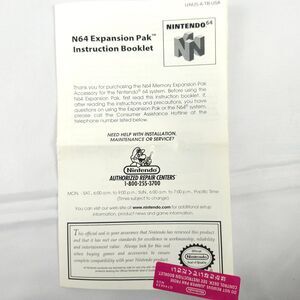 U/NUS-A-TB-USA
N64 Expansion Pak™
Instruction Booklet
NINTENDO 64
Thank you for purchasing the N64 Memory Expansion Pak
Accessory for the Nintendo® 64 system. Before using the
N64 Expansion Pak, first read this instruction booklet. If,
after reading the instructions and precautions, you have
questions on using the Expansion Pak or the N64® system,
please call the Consumer Assistance Hotline at the
telephone number listed below.
NEED HELP WITH INSTALLATION,
MAINTENANCE OR SERVICE?
Nintendo
AUTHORIZED REPAIR CENTERS
1-800-255-3700
MON. - SAT., 6:00 a.m. to 9:00 p.m., SUN., 6:00 a.m. to 7:00 p.m., Pacific Time
(Times subject to change)
You can visit our web site at www.nintendo.com for additional setup
information, product news and game information.
This official seal is your assurance that Nintendo has reviewed this product
and that it has met our standards for excellence in workmanship, reliability
and entertainment value. Always look for this seal
when buying games and accessories to ensure
complete compatibility with your Nintendo product.